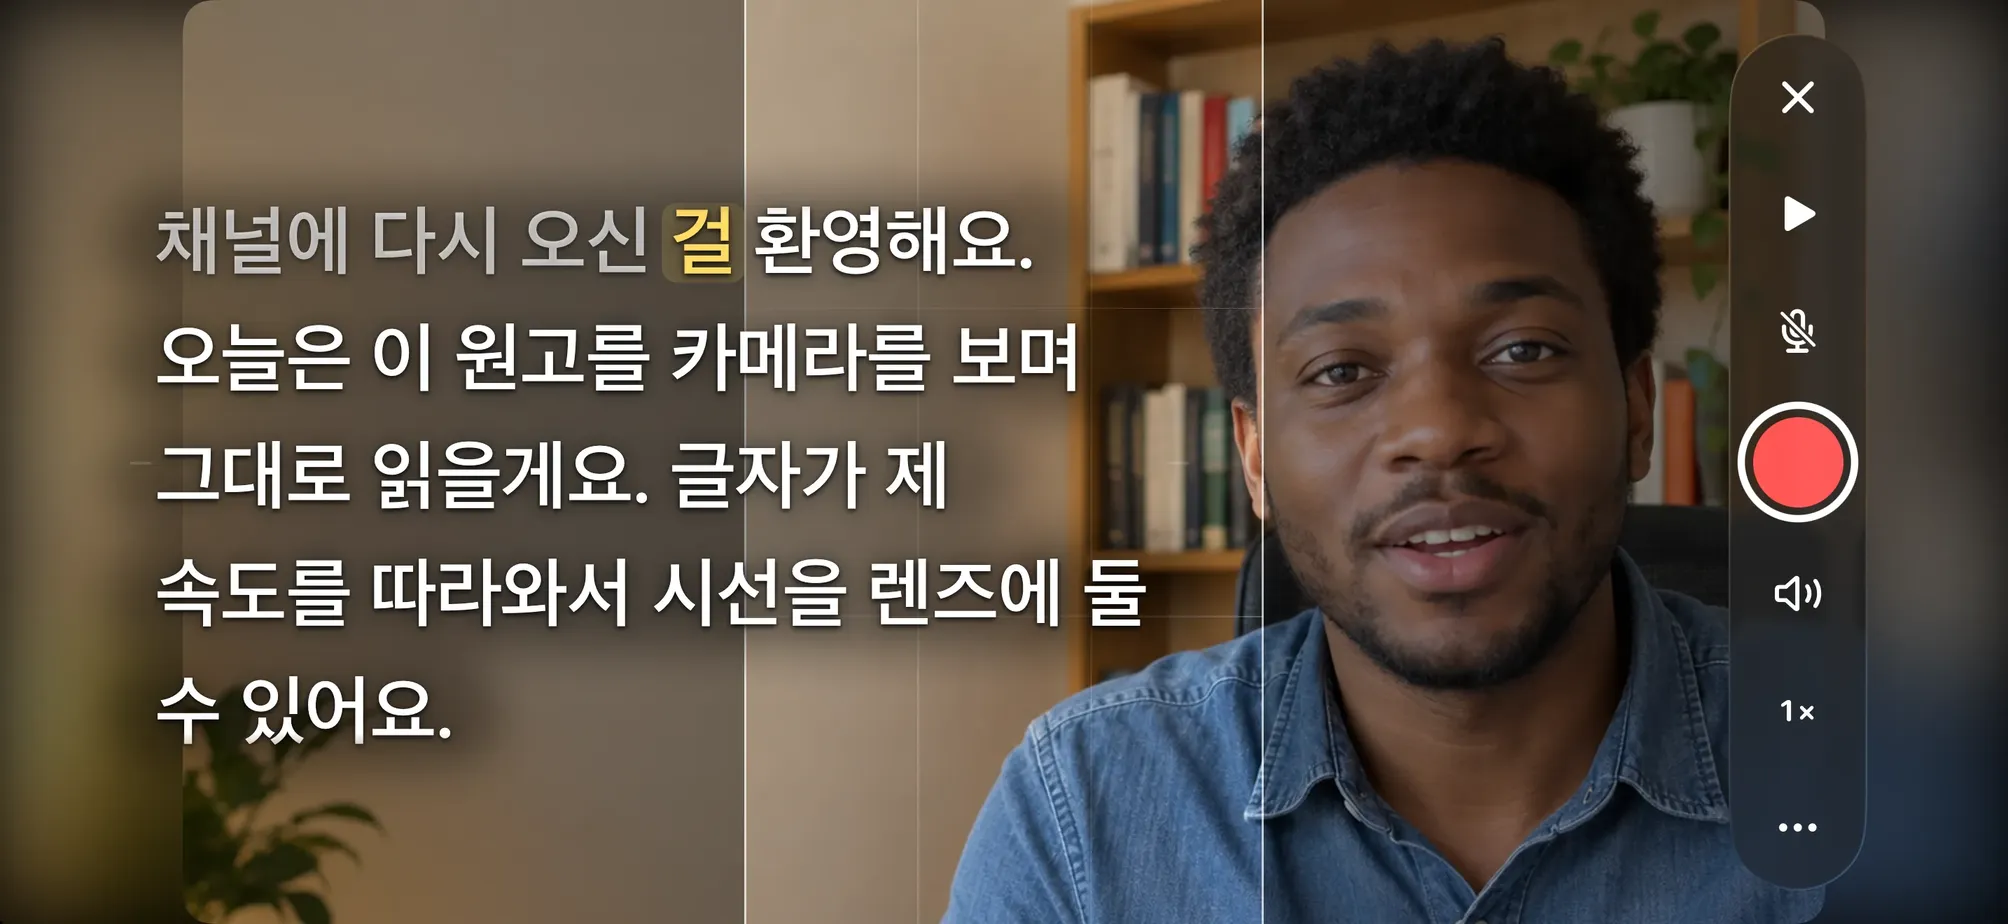 채널에 다시 오신 걸 환영해요.
오늘은 이 원고를 카메라를 보며
그대로 읽을게요. 글자가 제
속도를 따라와서 시선을 렌즈에 둘
수 있어요.
1×